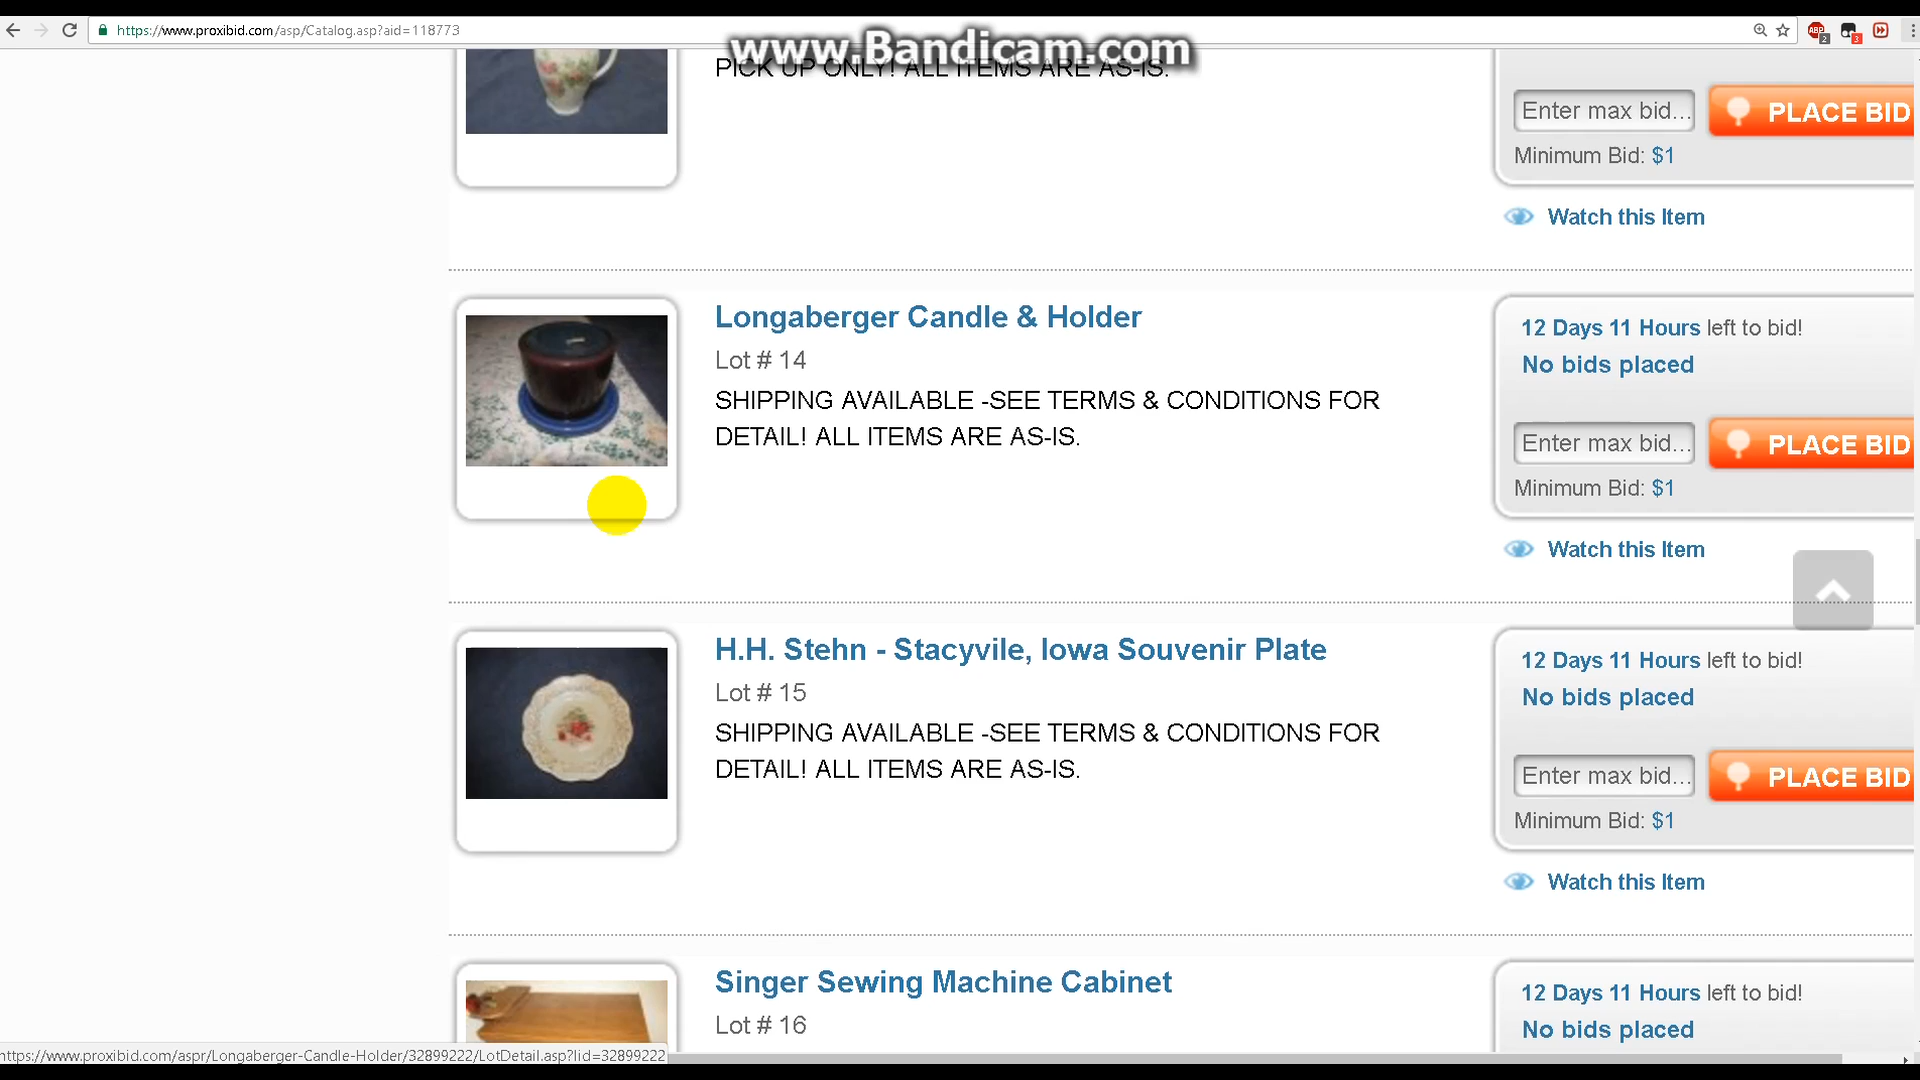 https://www.proxibid.com/asp/Catalog.asp?aid=118773
ABP
2
3
www.Bandicam.com
PICK UP ONLY! ALL ITEMS ARE AS-IS.
Enter max bid...
PLACE BID
Minimum Bid: $1
Watch this Item
Longaberger Candle & Holder
Lot # 14
SHIPPING AVAILABLE -SEE TERMS & CONDITIONS FOR
DETAIL! ALL ITEMS ARE AS-IS.
12 Days 11 Hours left to bid!
No bids placed
Enter max bid...
PLACE BID
Minimum Bid: $1
Watch this Item
H.H. Stehn - Stacyvile, Iowa Souvenir Plate
Lot # 15
SHIPPING AVAILABLE -SEE TERMS & CONDITIONS FOR
DETAIL! ALL ITEMS ARE AS-IS.
12 Days 11 Hours left to bid!
No bids placed
Enter max bid...
PLACE BID
Minimum Bid: $1
Watch this Item
Singer Sewing Machine Cabinet
Lot # 16
12 Days 11 Hours left to bid!
No bids placed
https://www.proxibid.com/aspr/Longaberger-Candle-Holder/32899222/LotDetail.asp?lid=32899222